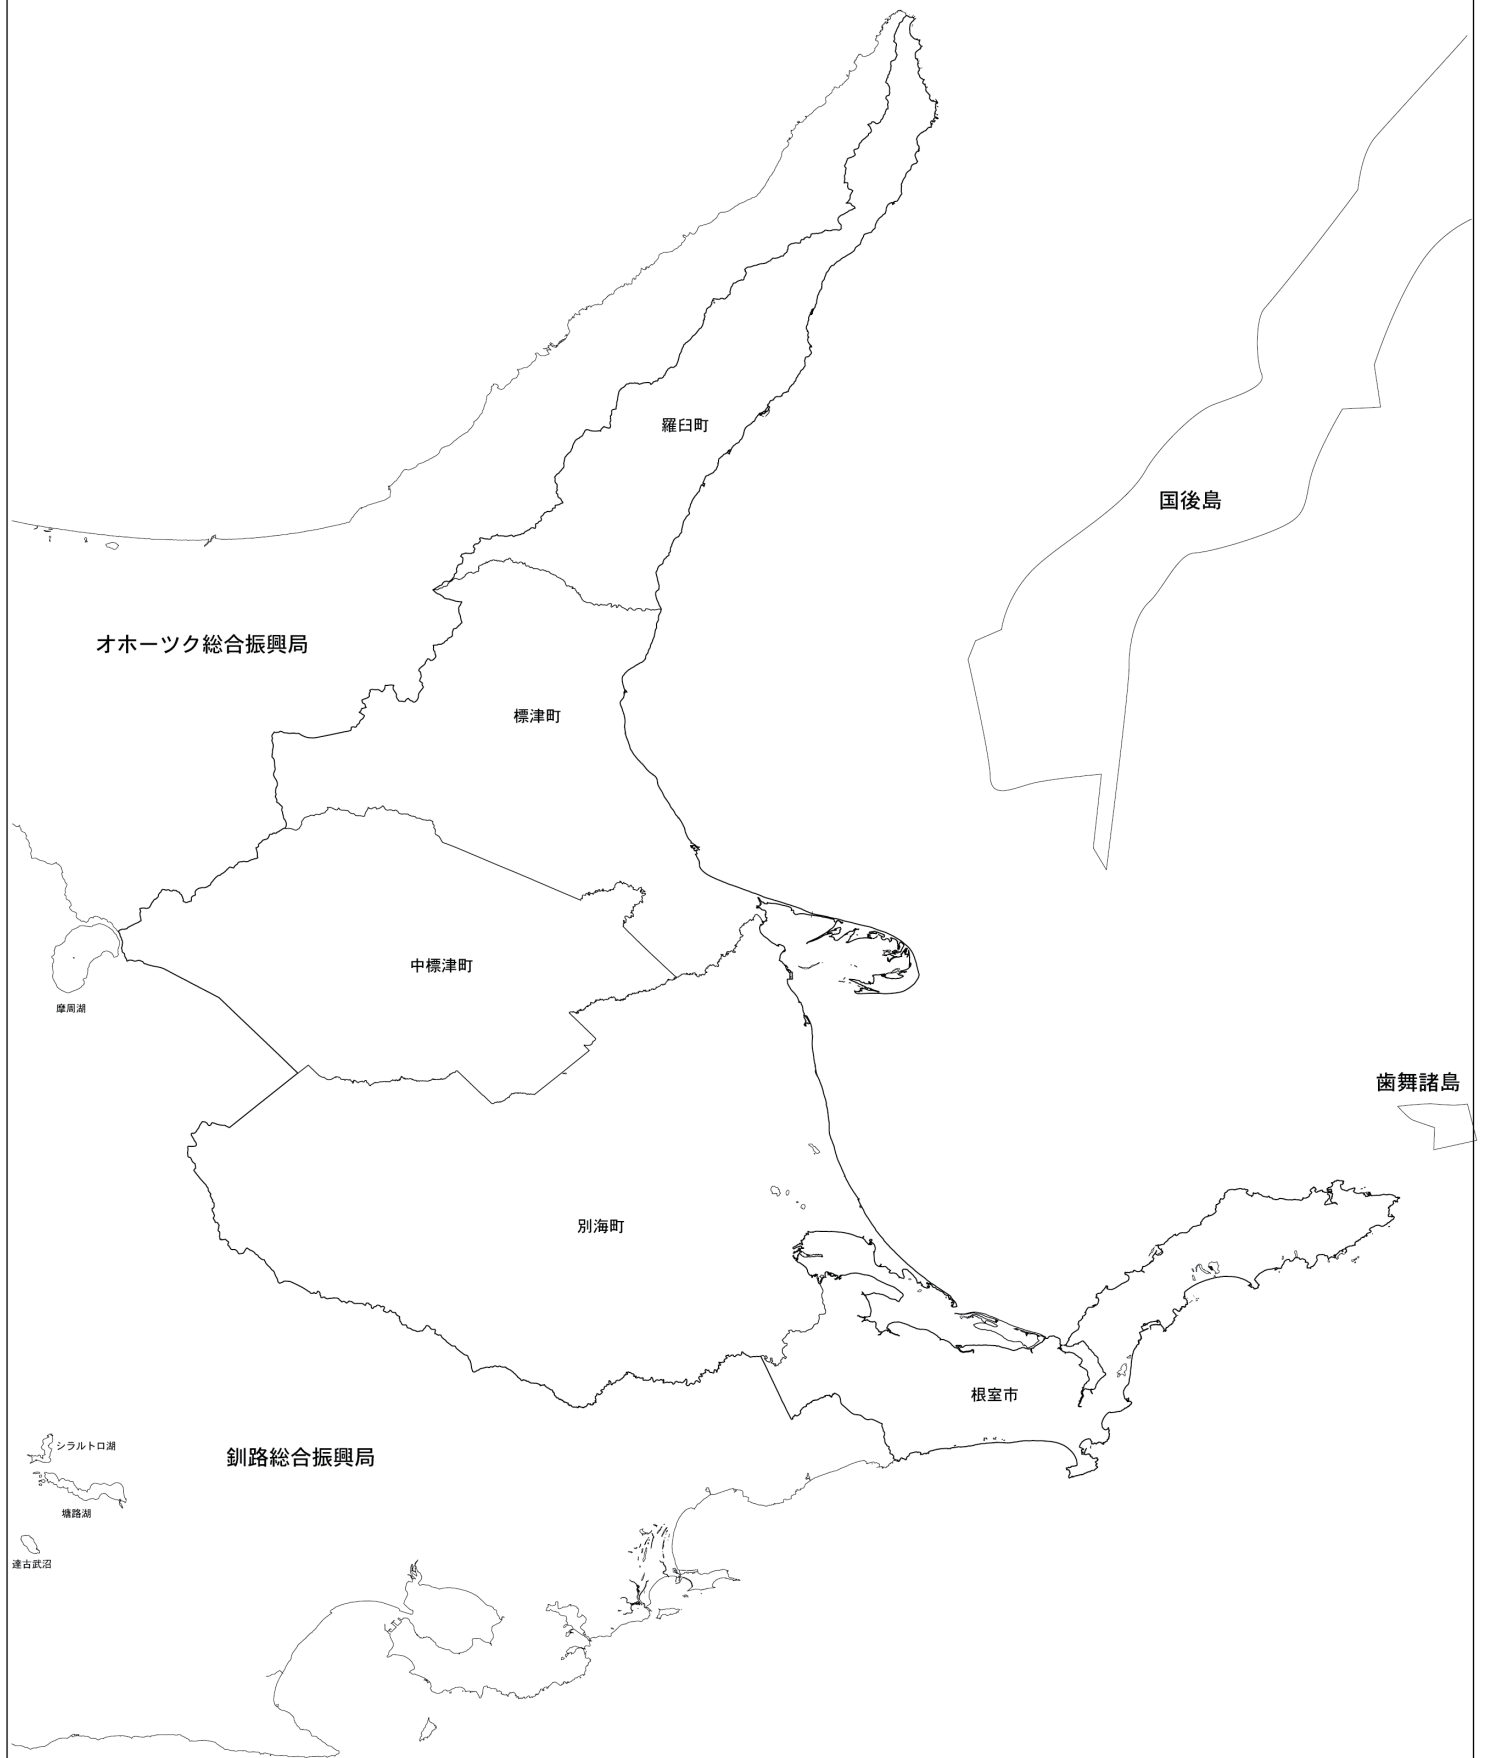 羅臼町
国後島
オホーツク総合振興局
標津町
中標津町
摩周湖
歯舞諸島
別海町
根室市
シラルトロ湖
釧路総合振興局
塘路湖
達古武沼